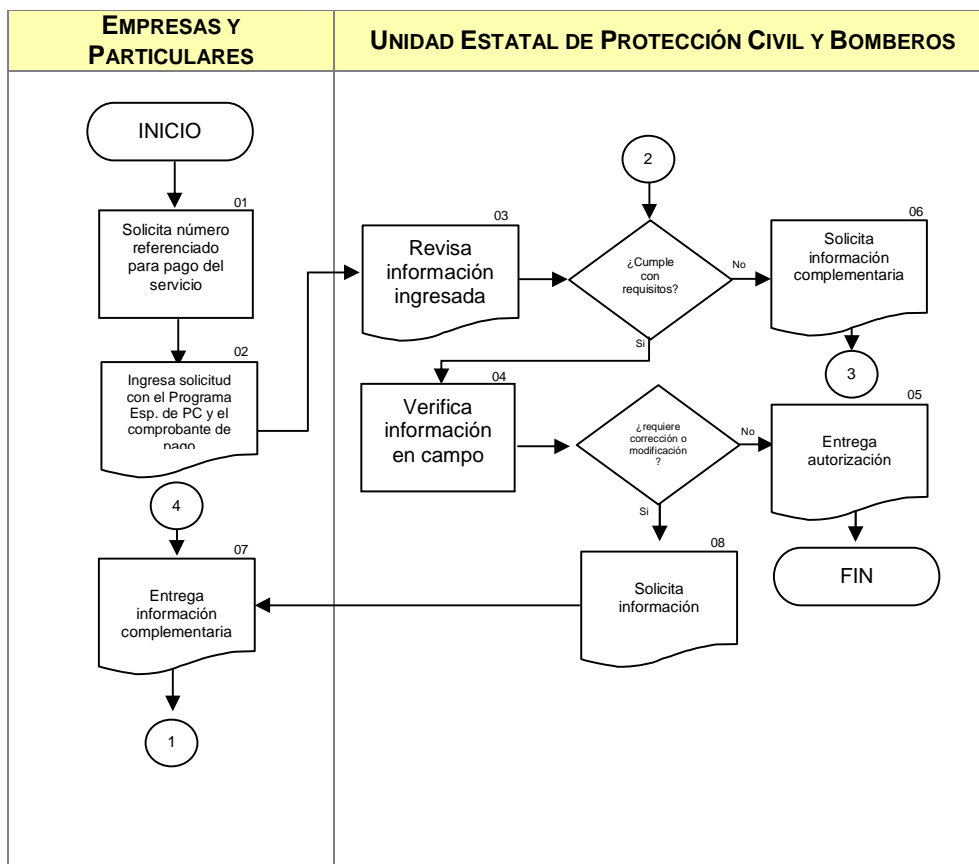 EMPRESAS Y
PARTICULARES
UNIDAD ESTATAL DE PROTECCIÓN CIVIL Y BOMBEROS
INICIO
01
Solicita número
referenciado
para pago del
servicio
02
Ingresa solicitud
con el Programa
Esp. de PC y el
comprobante de
pago
4
07
Entrega
información
complementaria
1
2
03
Revisa
información
ingresada
¿Cumple
con
requisitos?
No
Si
06
Solicita
información
complementaria
3
04
Verifica
información
en campo
¿requiere
corrección o
modificación
?
No
Si
05
Entrega
autorización
FIN
08
Solicita
información